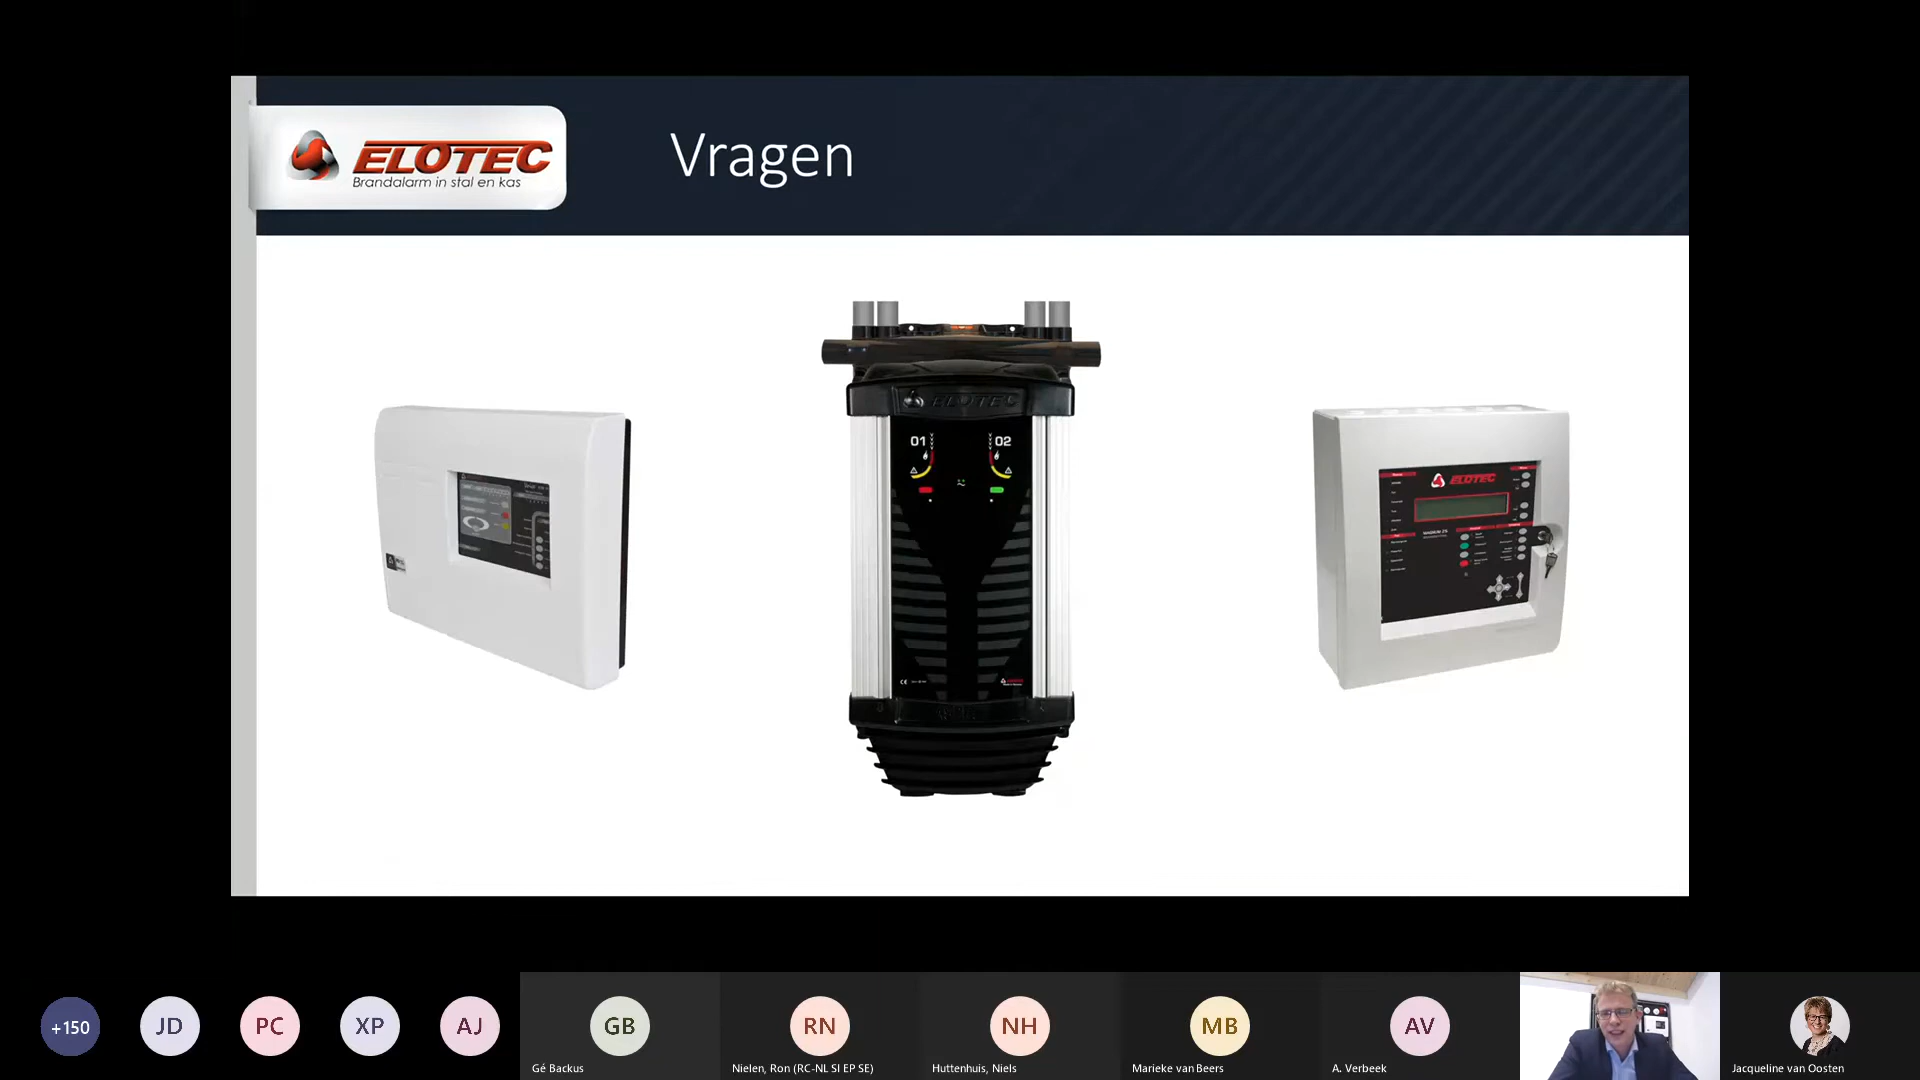 ELOTEC
Brandalarm in stal en kas
Vragen
ELOTEC
01
02
ELOTEC
+150
JD
PC
XP
AJ
GB
RN
NH
MB
AV
Gé Backus
Nielen, Ron (RC-NL SI EP SE)
Huttenhuis, Niels
Marieke van Beers
A. Verbeek
Jacqueline van Oosten